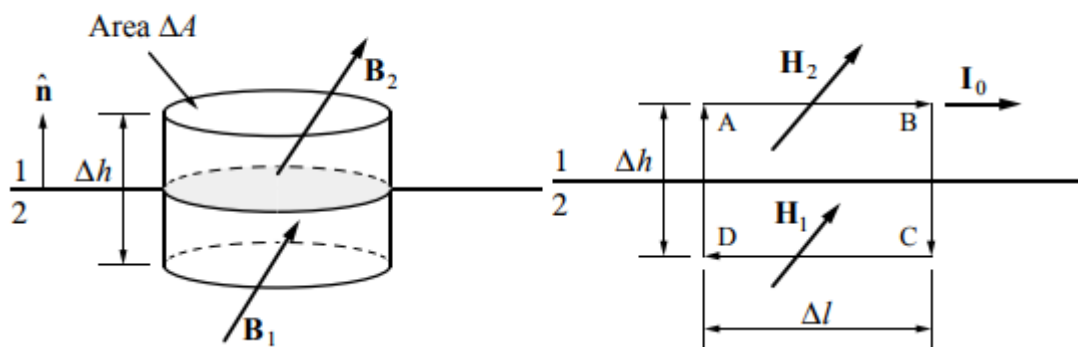 Area ΔA
B₂
n̂
Δh
1
2
B₁
H₂
I₀
A
B
Δh
1
2
H₁
D
C
Δl